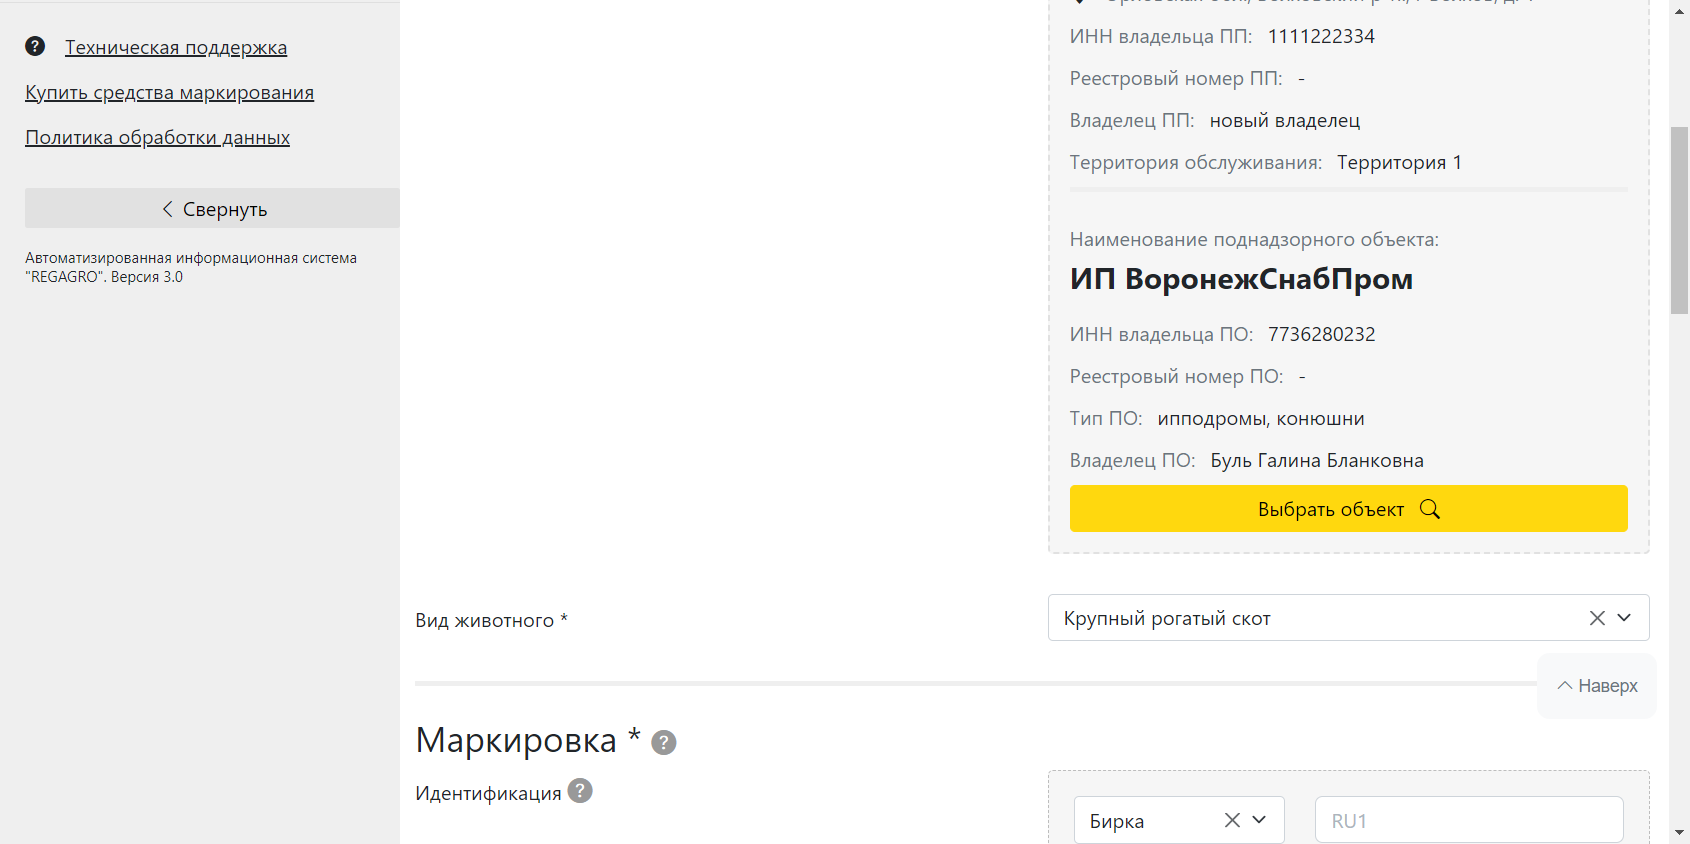 Техническая поддержка
Купить средства маркирования
Политика обработки данных
Свернуть
Автоматизированная информационная система
"REGAGRO". Версия 3.0
ИНН владельца ПП: 1111222334
Реестровый номер ПП: -
Владелец ПП: новый владелец
Территория обслуживания: Территория 1
Наименование поднадзорного объекта:
ИП ВоронежСнабПром
ИНН владельца ПО: 7736280232
Реестровый номер ПО: -
Тип ПО: ипподромы, конюшни
Владелец ПО: Буль Галина Бланковна
Выбрать объект
Вид животного *
Крупный рогатый скот
Наверх
Маркировка * ?
Идентификация ?
Бирка
RU1